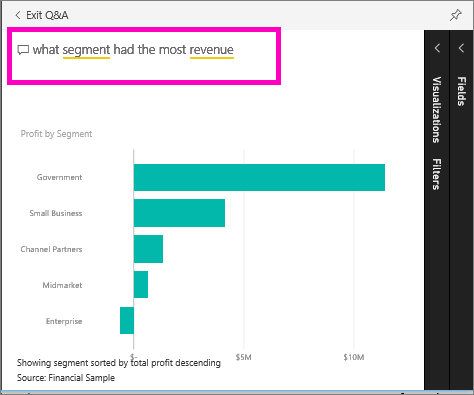 Exit Q&A
what segment had the most revenue
Visualizations
Fields
Filters
Profit by Segment
Government
Small Business
Channel Partners
Midmarket
Enterprise
$- $5M $10M
Showing segment sorted by total profit descending
Source: Financial Sample